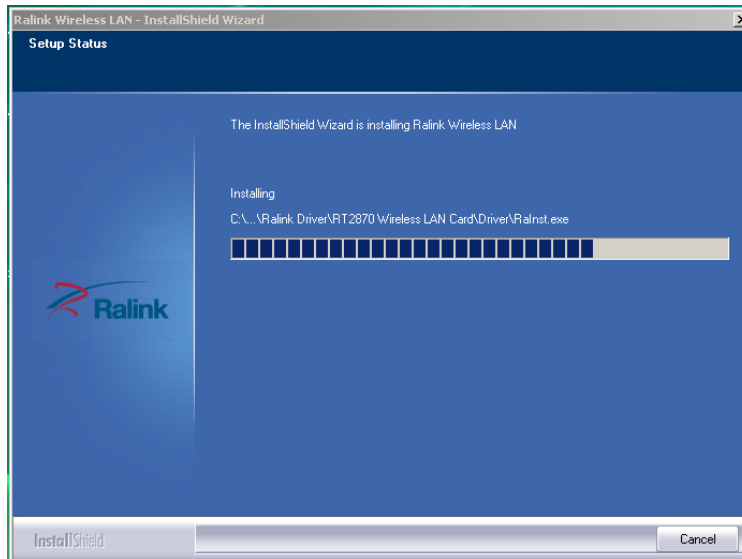 Ralink Wireless LAN - InstallShield Wizard
Setup Status
The InstallShield Wizard is installing Ralink Wireless LAN
Installing
C:\...\Ralink Driver\RT2870 Wireless LAN Card\Driver\RaInst.exe
Ralink
InstallShield
Cancel